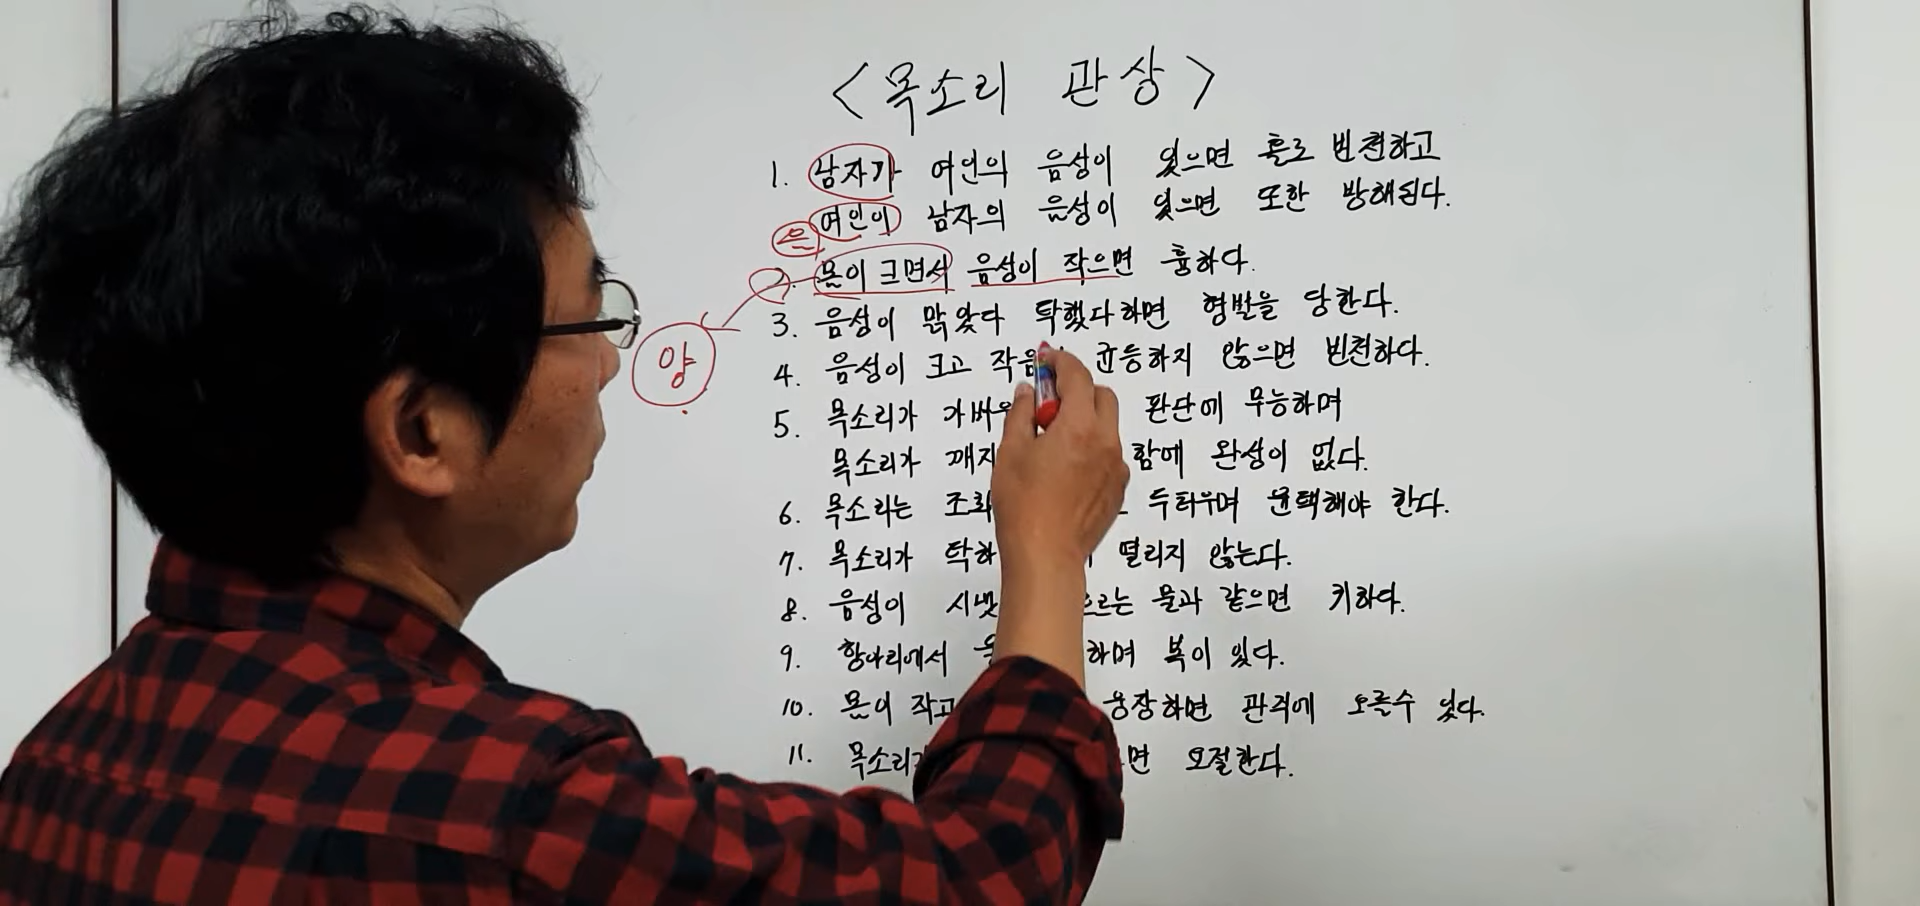 <목소리 관상>
1. 남자가 여인의 음성이 있으면 홀로 빈천하고
여인이 남자의 음성이 있으면 또한 방해된다.
음
2. 몸이 크면서 음성이 작으면 흉하다.
3. 음성이 맑았다 탁했다하면 형벌을 당한다.
양
4. 음성이 크고 작음 균등하지 않으면 빈천하다.
5. 목소리가 판단에 무능하며
목소리가 깨지 함에 완성이 없다.
6. 목소리는 조화 두터우며 윤택해야 한다.
7. 목소리가 탁하 떨리지 않는다.
8. 음성이 시냇 흐르는 물과 같으면 귀하다.
9. 항아리에서 하며 복이 있다.
10. 몸이 작고 웅장하면 관직에 오를수 있다.
11. 목소리가 면 요절한다.